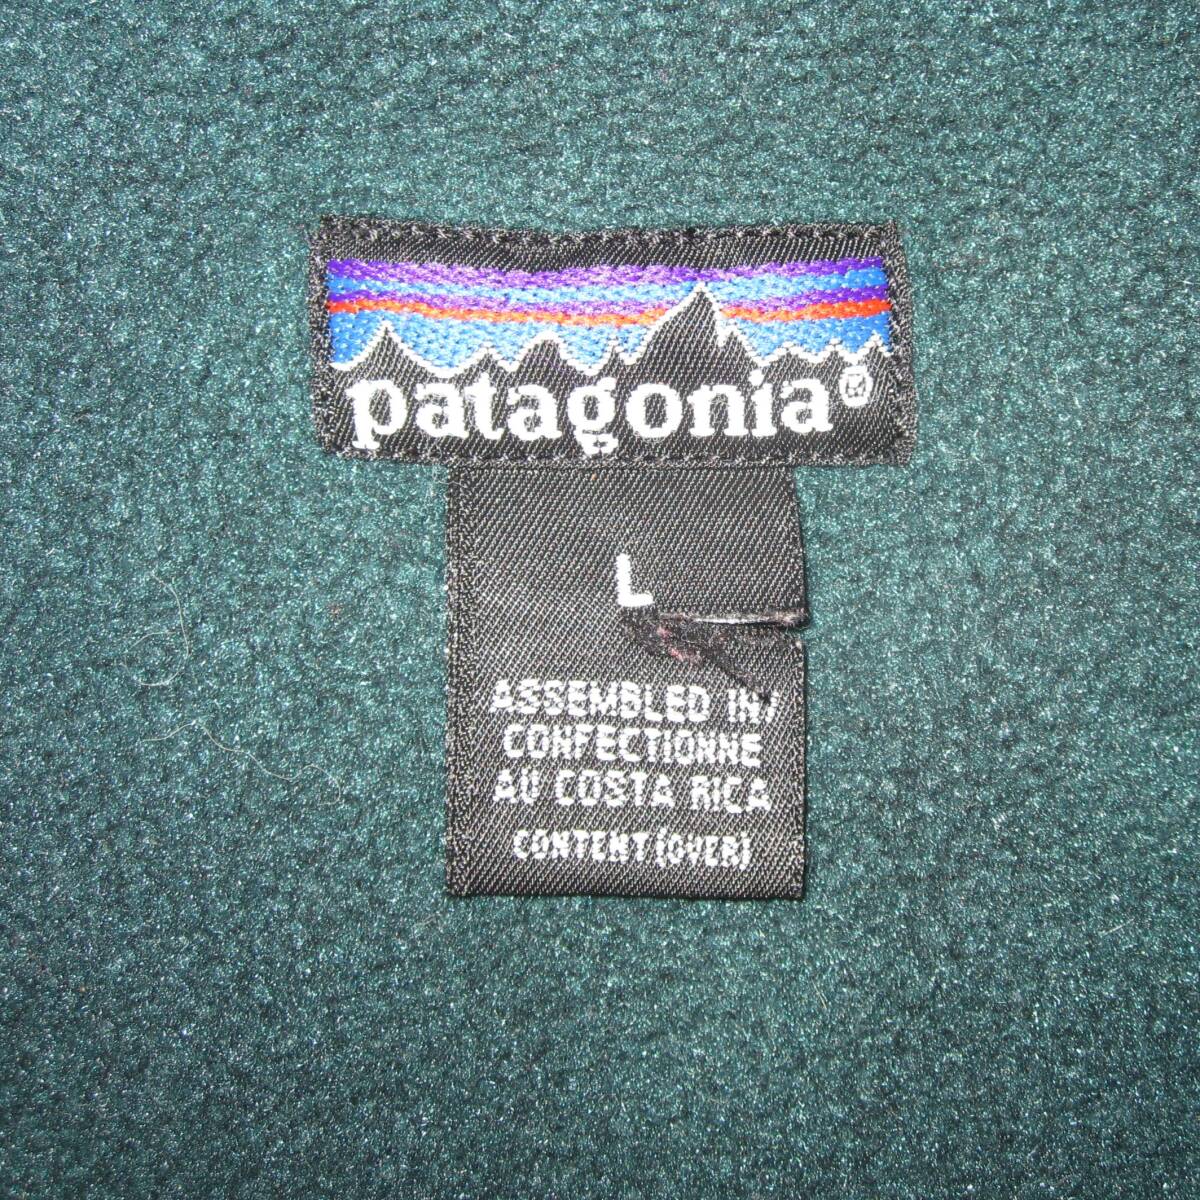 patagonia®
L
ASSEMBLED IN/
CONFECTIONNE
AU COSTA RICA
CONTENT (OVER)